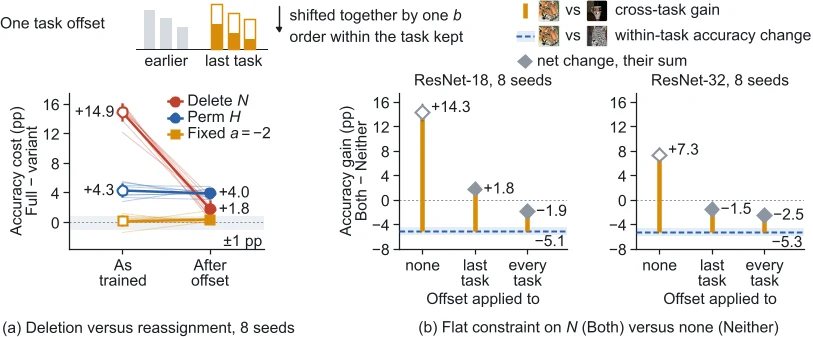 One task offset
earlier
last task
shifted together by one b
order within the task kept
vs
cross-task gain
vs
within-task accuracy change
net change, their sum
Accuracy cost (pp)
Full − variant
16
12
8
4
0
+14.9
+4.3
+4.0
+1.8
Delete N
Perm H
Fixed a = −2
±1 pp
As
trained
After
offset
(a) Deletion versus reassignment, 8 seeds
ResNet-18, 8 seeds
Accuracy gain (pp)
Both − Neither
16
12
8
4
0
−4
−8
+14.3
+1.8
−1.9
−5.1
none
last
task
every
task
Offset applied to
ResNet-32, 8 seeds
16
12
8
4
0
−4
−8
+7.3
−1.5
−2.5
−5.3
none
last
task
every
task
Offset applied to
(b) Flat constraint on N (Both) versus none (Neither)